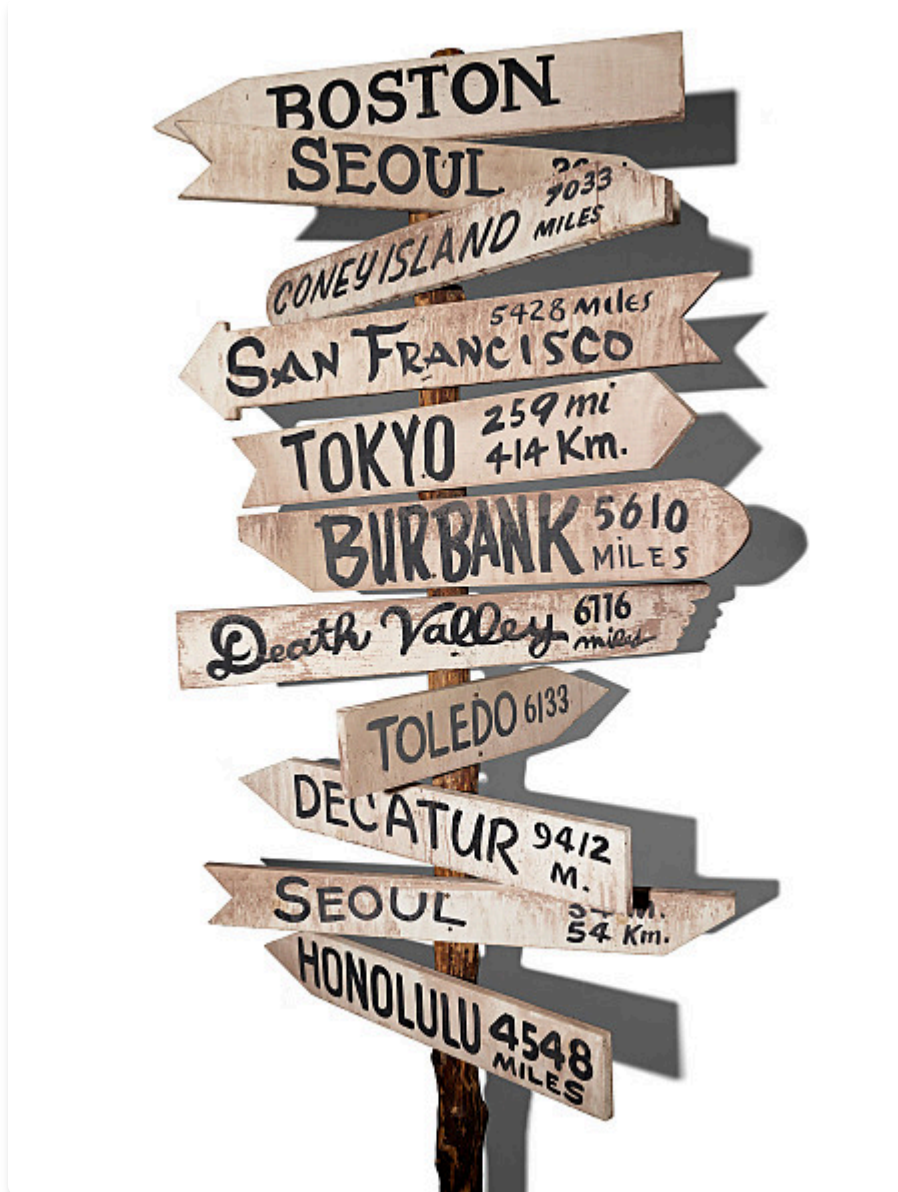 BOSTON
SEOUL
CONEY ISLAND 7033
MILES
5428 MILES
SAN FRANCISCO
TOKYO 259 mi
414 Km.
BURBANK 5610
MILES
Death Valley 6116
miles
TOLEDO 6133
DECATUR 9412
M.
SEOUL
54 Km.
HONOLULU 4548
MILES